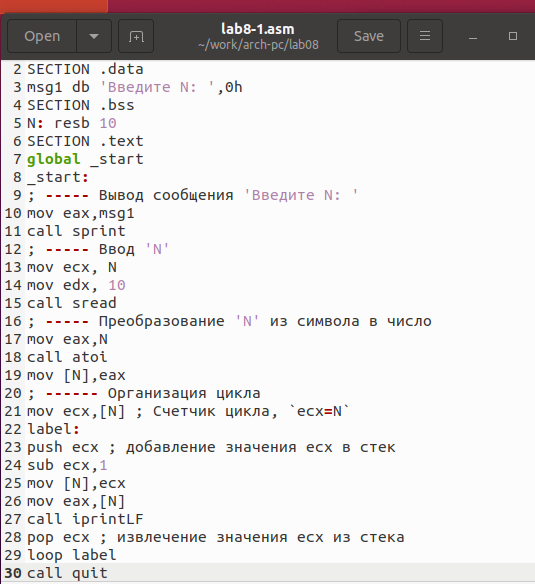 Open
lab8-1.asm
~/work/arch-pc/lab08
Save
2 SECTION .data
3 msg1 db 'Введите N: ',0h
4 SECTION .bss
5 N: resb 10
6 SECTION .text
7 global _start
8 _start:
9 ; ----- Вывод сообщения 'Введите N: '
10 mov eax,msg1
11 call sprint
12 ; ----- Ввод 'N'
13 mov ecx, N
14 mov edx, 10
15 call sread
16 ; ----- Преобразование 'N' из символа в число
17 mov eax,N
18 call atoi
19 mov [N],eax
20 ; ------ Организация цикла
21 mov ecx,[N] ; Счетчик цикла, `ecx=N`
22 label:
23 push ecx ; добавление значения ecx в стек
24 sub ecx,1
25 mov [N],ecx
26 mov eax,[N]
27 call iprintLF
28 pop ecx ; извлечение значения ecx из стека
29 loop label
30 call quit